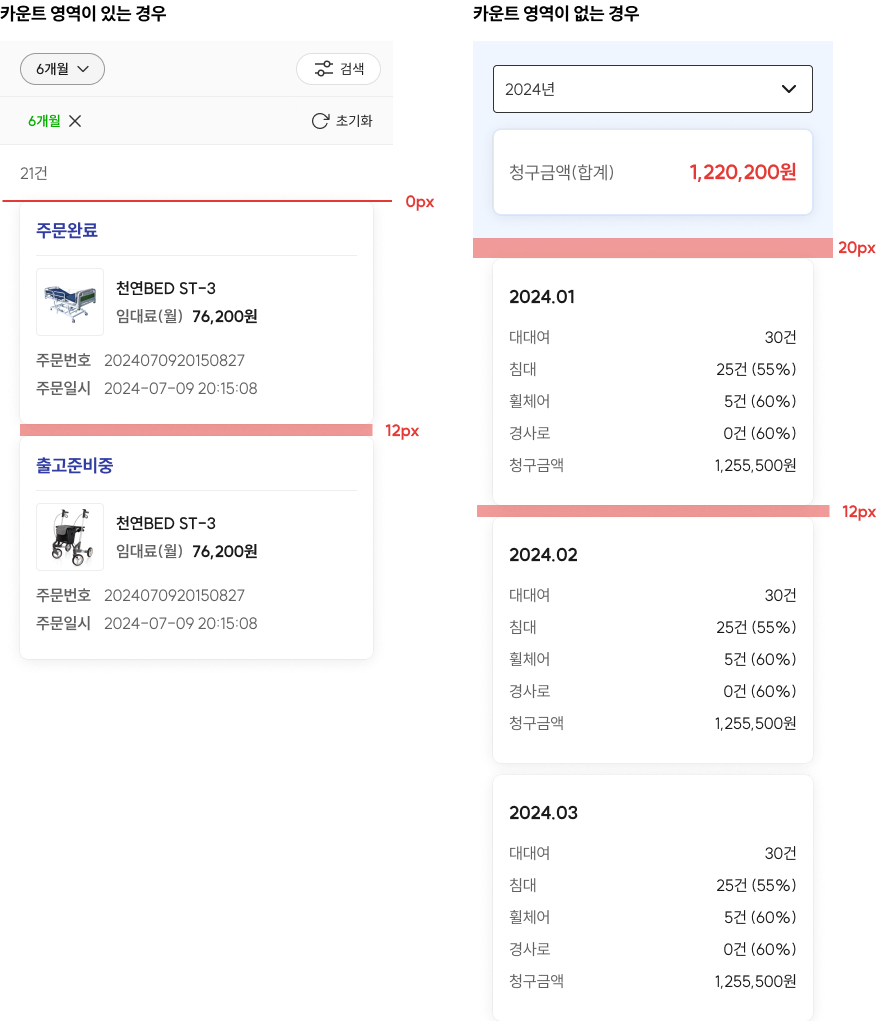 카운트 영역이 있는 경우
6개월
검색
6개월
초기화
21건
0px
주문완료
천연BED ST-3
임대료(월) 76,200원
주문번호 2024070920150827
주문일시 2024-07-09 20:15:08
12px
출고준비중
천연BED ST-3
임대료(월) 76,200원
주문번호 2024070920150827
주문일시 2024-07-09 20:15:08
카운트 영역이 없는 경우
2024년
청구금액(합계) 1,220,200원
20px
2024.01
대대여 30건
침대 25건 (55%)
휠체어 5건 (60%)
경사로 0건 (60%)
청구금액 1,255,500원
12px
2024.02
대대여 30건
침대 25건 (55%)
휠체어 5건 (60%)
경사로 0건 (60%)
청구금액 1,255,500원
2024.03
대대여 30건
침대 25건 (55%)
휠체어 5건 (60%)
경사로 0건 (60%)
청구금액 1,255,500원